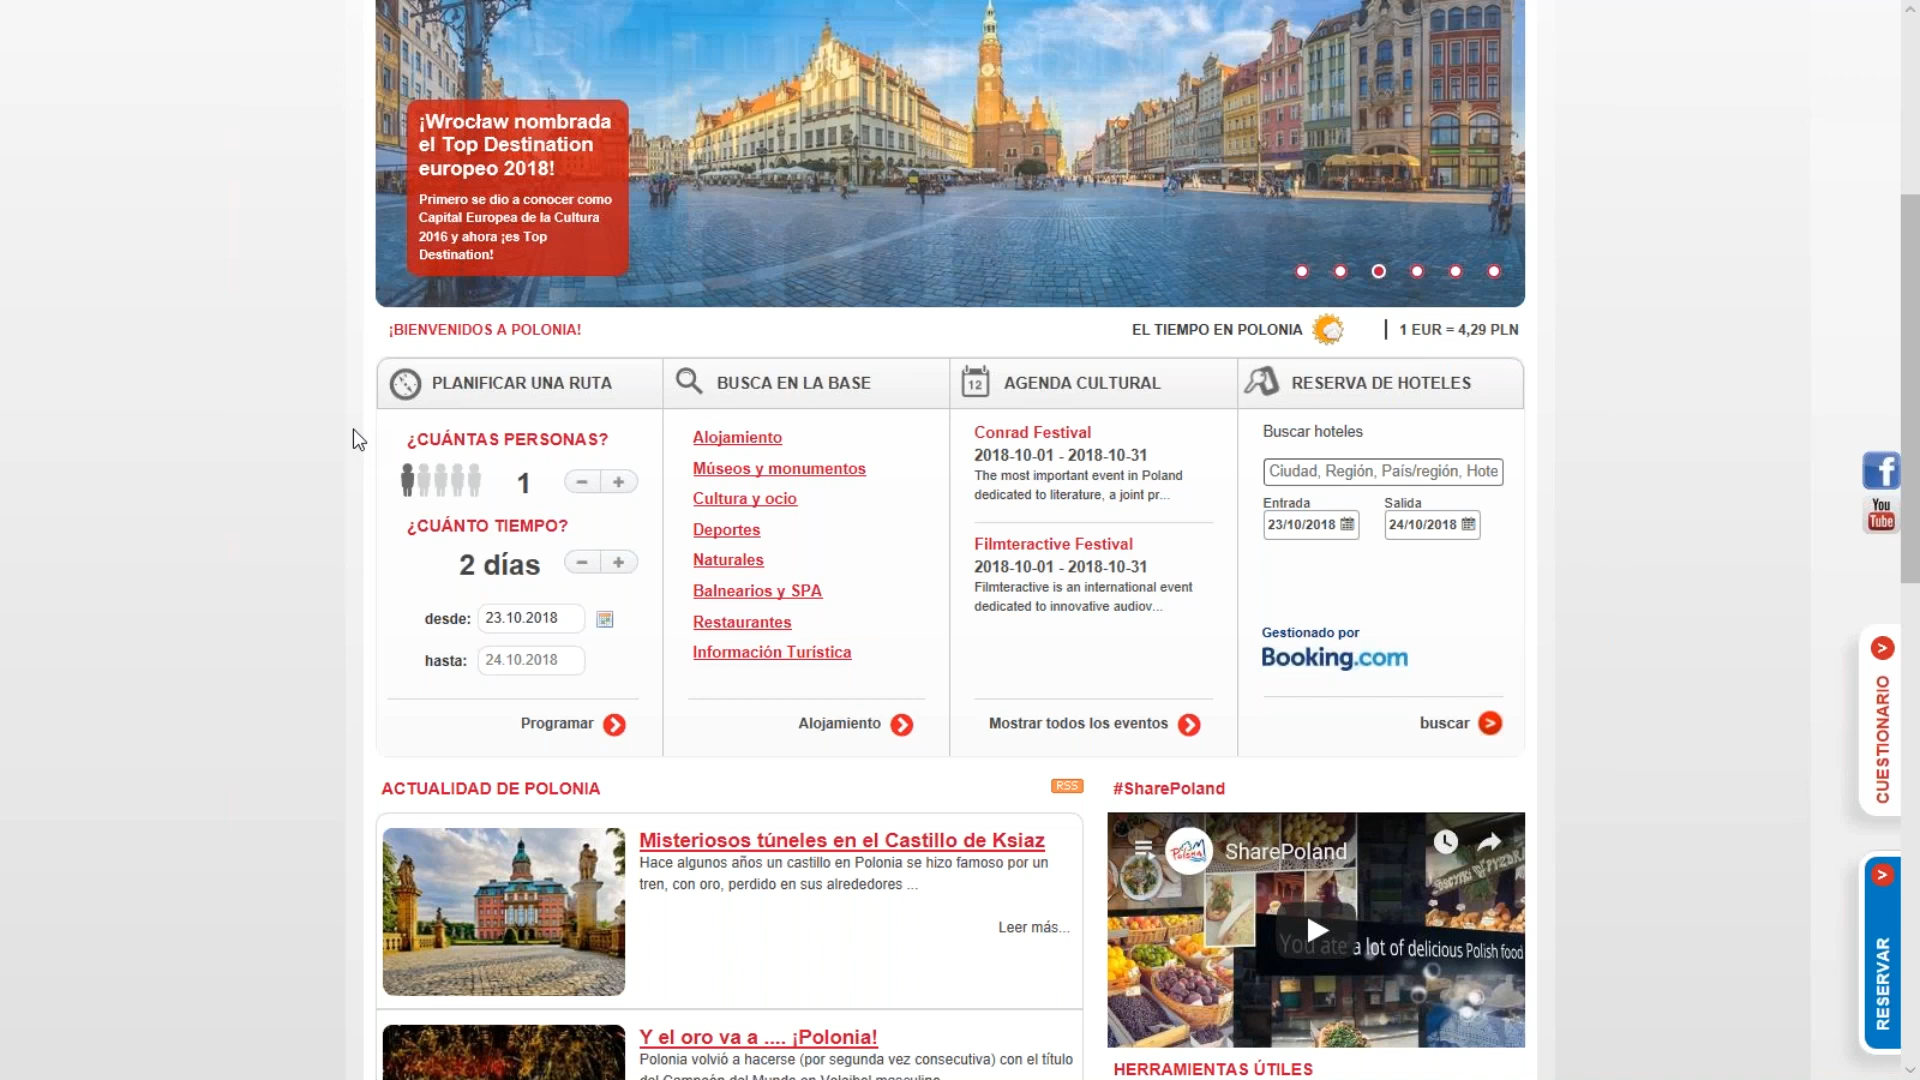 ¡Wrocław nombrada
el Top Destination
europeo 2018!
Primero se dio a conocer como
Capital Europea de la Cultura
2016 y ahora ¡es Top
Destination!
¡BIENVENIDOS A POLONIA!
EL TIEMPO EN POLONIA
1 EUR = 4,29 PLN
PLANIFICAR UNA RUTA
¿CUÁNTAS PERSONAS?
1
− +
¿CUÁNTO TIEMPO?
2 días
− +
desde: 23.10.2018
hasta: 24.10.2018
Programar
BUSCA EN LA BASE
Alojamiento
Múseos y monumentos
Cultura y ocio
Deportes
Naturales
Balnearios y SPA
Restaurantes
Información Turística
Alojamiento
12
AGENDA CULTURAL
Conrad Festival
2018-10-01 - 2018-10-31
The most important event in Poland
dedicated to literature, a joint pr...
Filmteractive Festival
2018-10-01 - 2018-10-31
Filmteractive is an international event
dedicated to innovative audiov...
Mostrar todos los eventos
RESERVA DE HOTELES
Buscar hoteles
Ciudad, Región, País/región, Hote
Entrada Salida
23/10/2018 24/10/2018
Gestionado por
Booking.com
buscar
You
Tube
CUESTIONARIO
RESERVAR
ACTUALIDAD DE POLONIA
RSS
Misteriosos túneles en el Castillo de Ksiaz
Hace algunos años un castillo en Polonia se hizo famoso por un
tren, con oro, perdido en sus alrededores ...
Leer más...
Y el oro va a .... ¡Polonia!
Polonia volvió a hacerse (por segunda vez consecutiva) con el título
del Campeón del Mundo en Voleibol masculino
#SharePoland
SharePoland
You ate a lot of delicious Polish food
HERRAMIENTAS ÚTILES